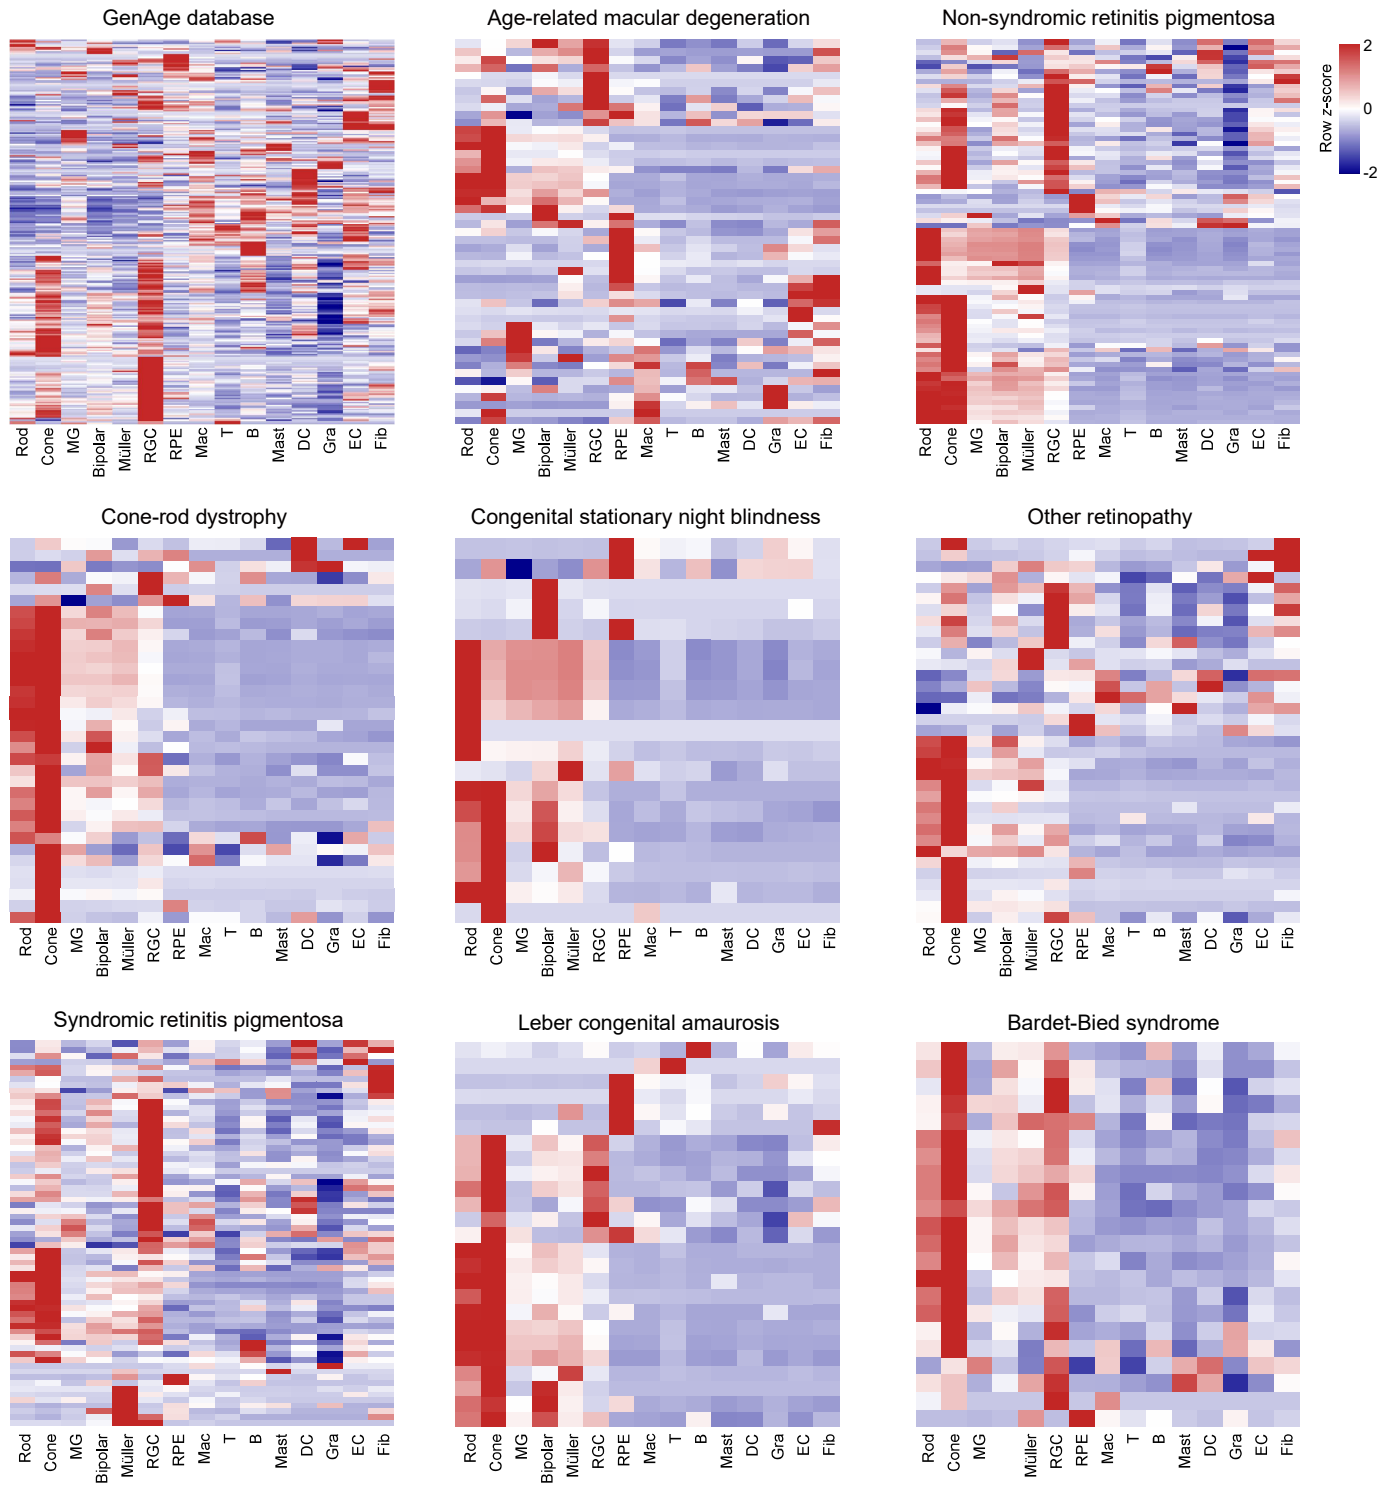 GenAge database
Age-related macular degeneration
Non-syndromic retinitis pigmentosa
2
0
-2
Row z-score
Rod Cone MG Bipolar Müller RGC RPE Mac T B Mast DC Gra EC Fib
Rod Cone MG Bipolar Müller RGC RPE Mac T B Mast DC Gra EC Fib
Rod Cone MG Bipolar Müller RGC RPE Mac T B Mast DC Gra EC Fib
Cone-rod dystrophy
Congenital stationary night blindness
Other retinopathy
Rod Cone MG Bipolar Müller RGC RPE Mac T B Mast DC Gra EC Fib
Rod Cone MG Bipolar Müller RGC RPE Mac T B Mast DC Gra EC Fib
Rod Cone MG Bipolar Müller RGC RPE Mac T B Mast DC Gra EC Fib
Syndromic retinitis pigmentosa
Leber congenital amaurosis
Bardet-Bied syndrome
Rod Cone MG Bipolar Müller RGC RPE Mac T B Mast DC Gra EC Fib
Rod Cone MG Bipolar Müller RGC RPE Mac T B Mast DC Gra EC Fib
Rod Cone MG Müller RGC RPE Mac T B Mast DC Gra EC Fib